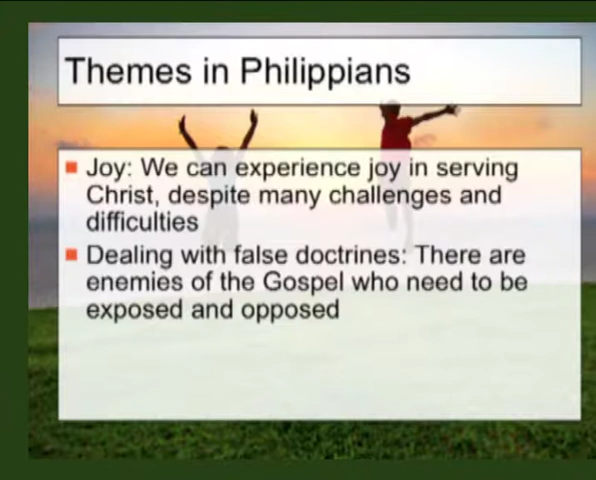 Themes in Philippians
Joy: We can experience joy in serving
Christ, despite many challenges and
difficulties
Dealing with false doctrines: There are
enemies of the Gospel who need to be
exposed and opposed